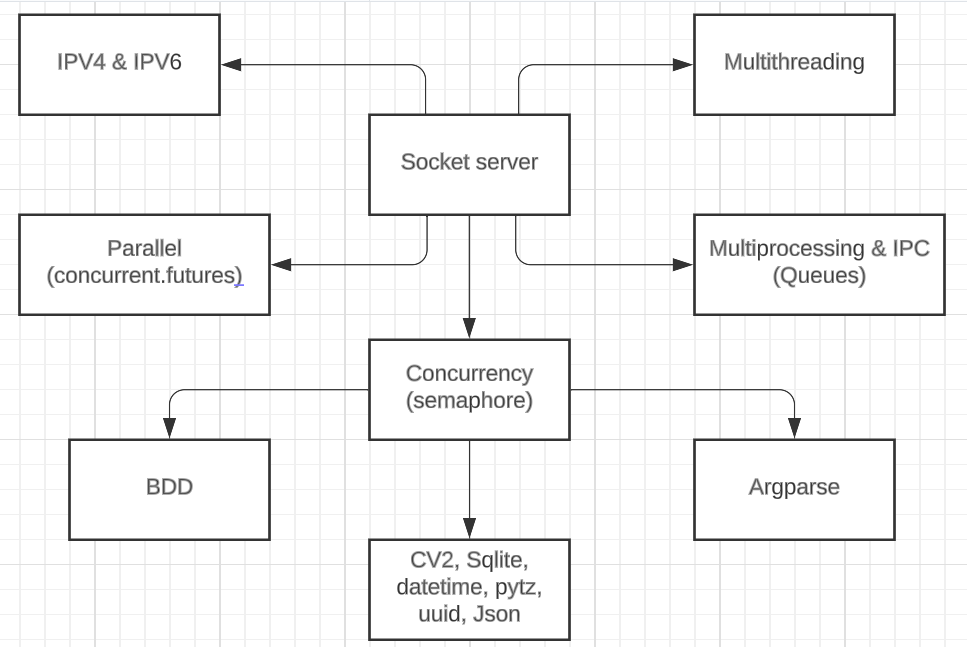 IPV4 & IPV6
Multithreading
Socket server
Parallel
(concurrent.futures)
Multiprocessing & IPC
(Queues)
Concurrency
(semaphore)
BDD
Argparse
CV2, Sqlite,
datetime, pytz,
uuid, Json